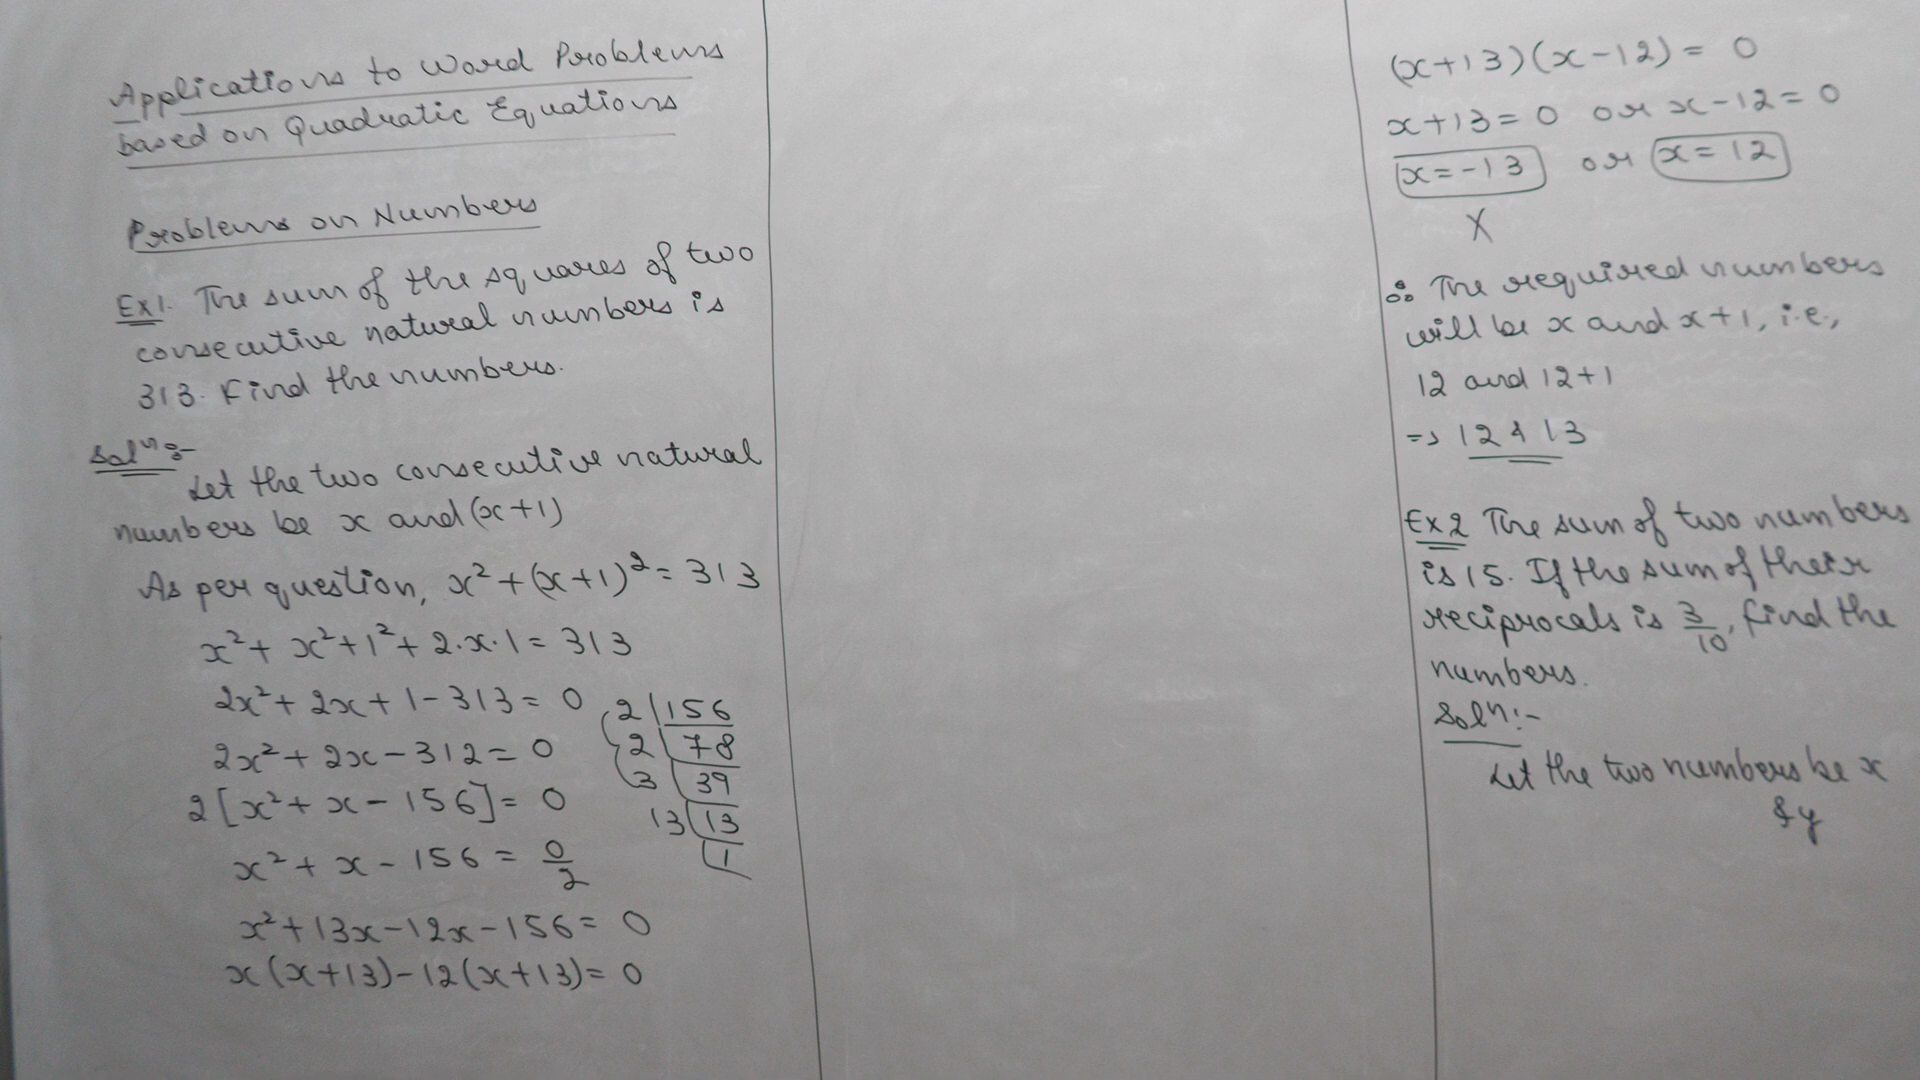 Applications to Word Problems
based on Quadratic Equations
Problems on Numbers
Ex1. The sum of the squares of two
consecutive natural numbers is
313. Find the numbers.
Solⁿ:-
Let the two consecutive natural
numbers be x and (x+1)
As per question, x²+(x+1)²=313
x²+x²+1²+2.x.1=313
2x²+2x+1-313=0
2x²+2x-312=0
2[x²+x-156]=0
x²+x-156=0/2
x²+13x-12x-156=0
x(x+13)-12(x+13)=0
2|156
2|78
3|39
13|13
|1
(x+13)(x-12)=0
x+13=0 or x-12=0
x=-13 or x=12
X
∴ The required numbers
will be x and x+1, i.e.,
12 and 12+1
=> 12 & 13
Ex2 The sum of two numbers
is 15. If the sum of their
reciprocals is 3/10, find the
numbers.
Solⁿ:-
Let the two numbers be x
& y